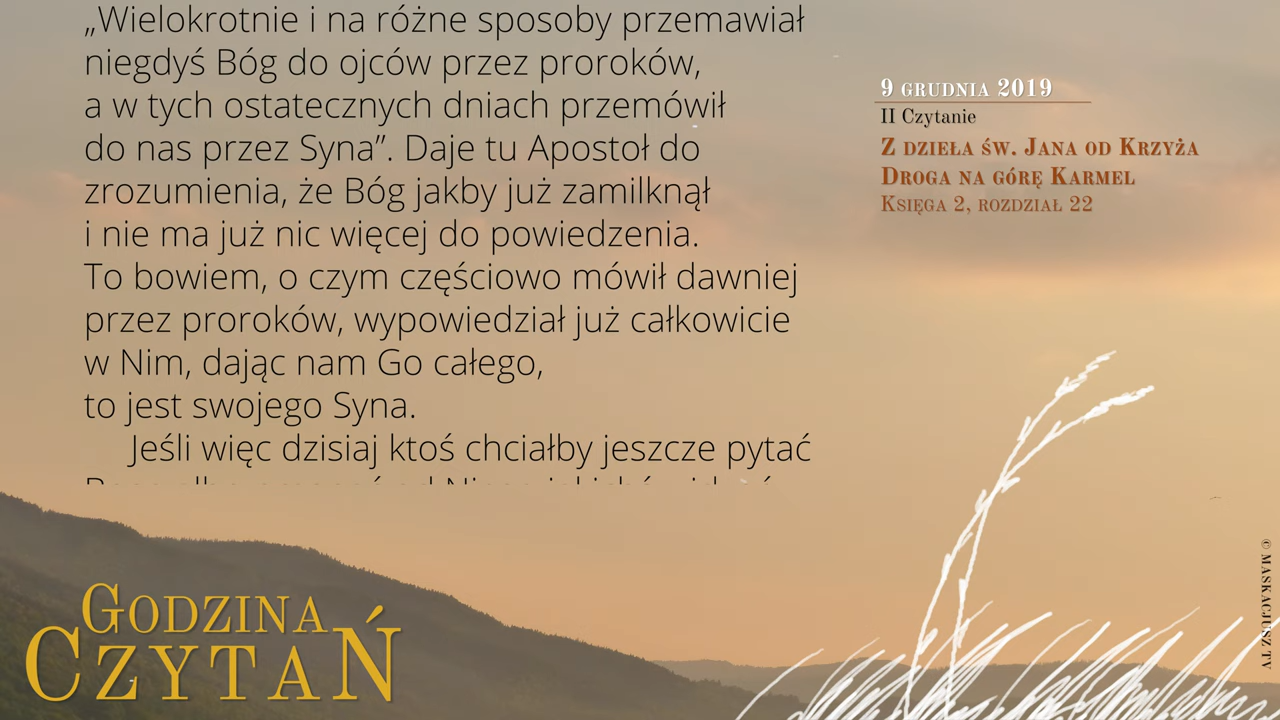 „Wielokrotnie i na różne sposoby przemawiał
niegdyś Bóg do ojców przez proroków,
a w tych ostatecznych dniach przemówił
do nas przez Syna”. Daje tu Apostoł do
zrozumienia, że Bóg jakby już zamilknął
i nie ma już nic więcej do powiedzenia.
To bowiem, o czym częściowo mówił dawniej
przez proroków, wypowiedział już całkowicie
w Nim, dając nam Go całego,
to jest swojego Syna.
Jeśli więc dzisiaj ktoś chciałby jeszcze pytać
9 grudnia 2019
II Czytanie
Z dzieła św. Jana od Krzyża
Droga na górę Karmel
Księga 2, rozdział 22
Godzina
Czytań
© Maskacjusz TV